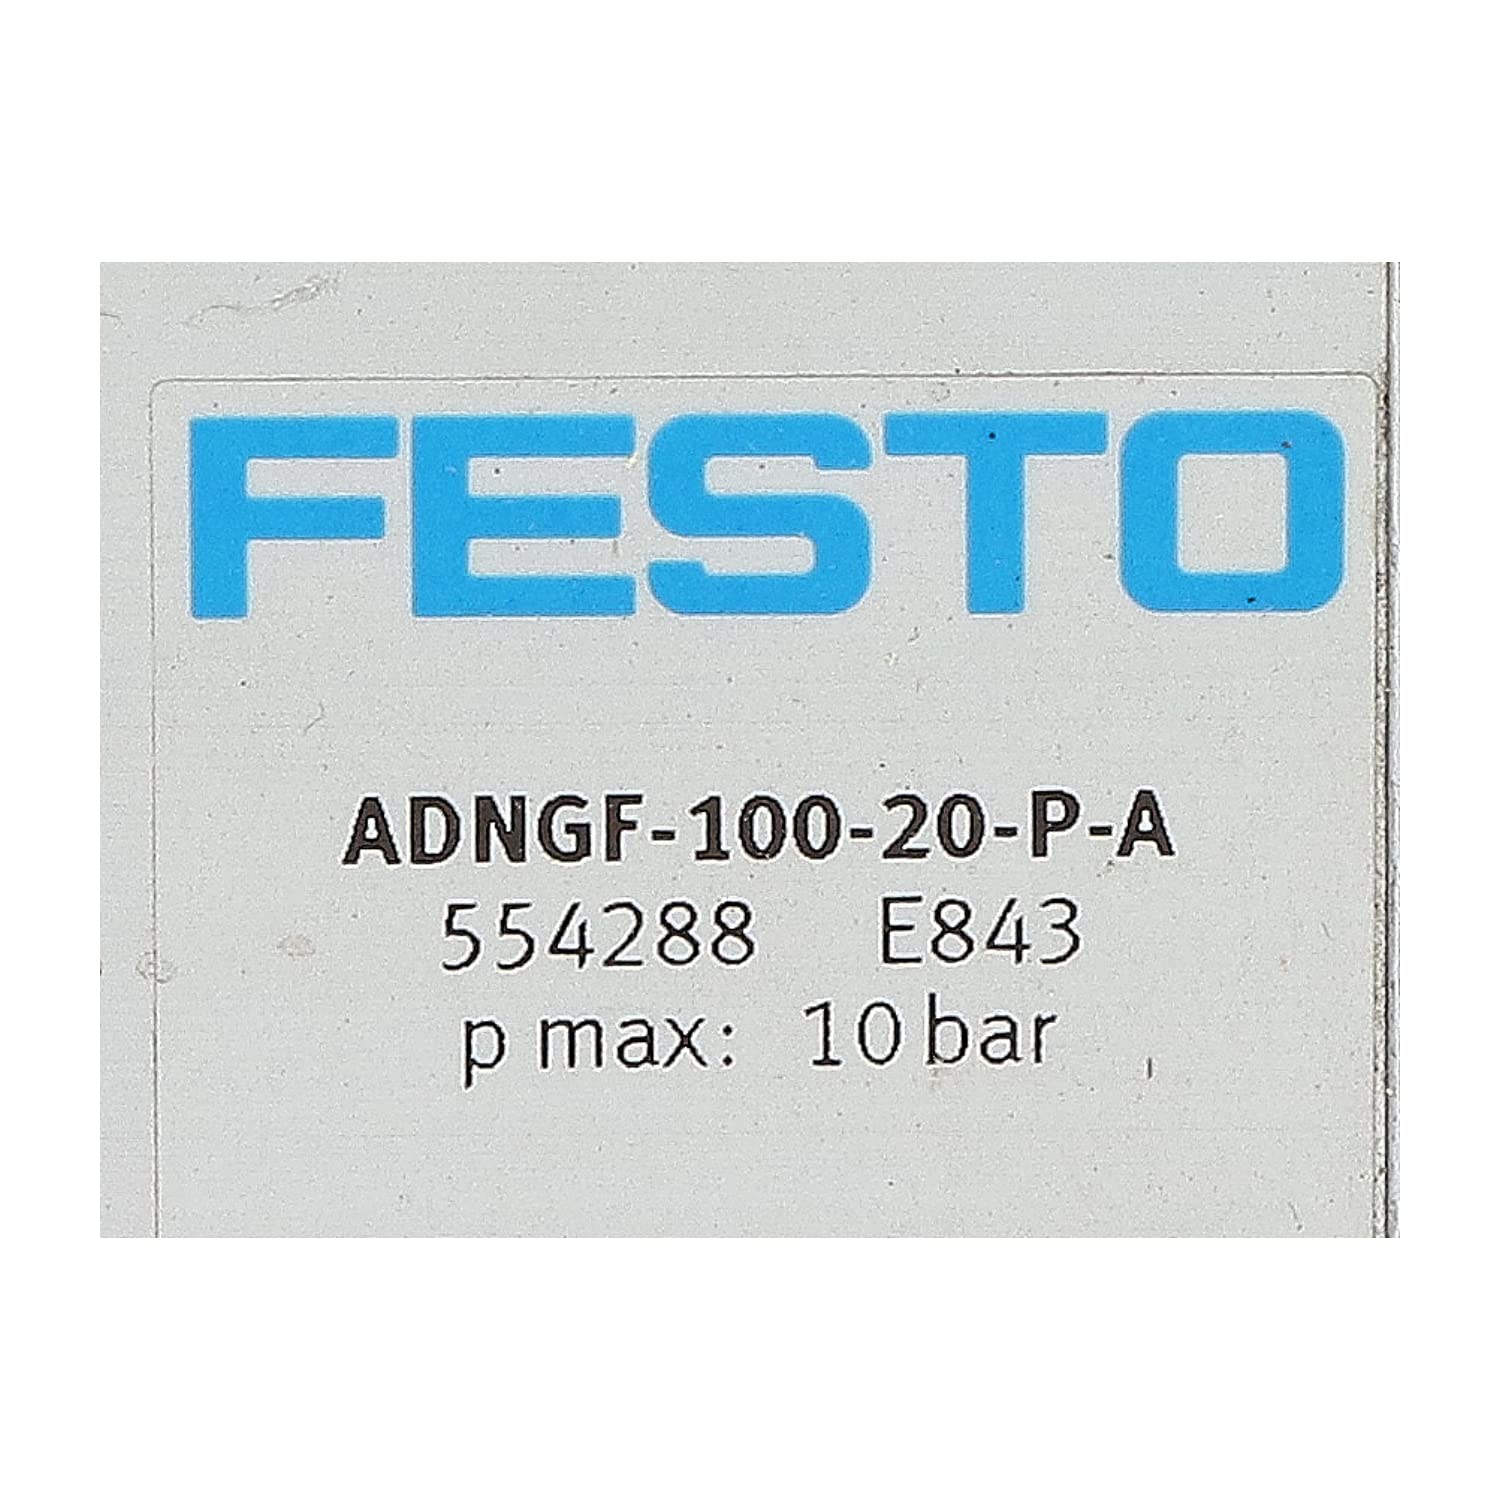 FESTO
ADNGF-100-20-P-A
554288 E843
p max: 10 bar